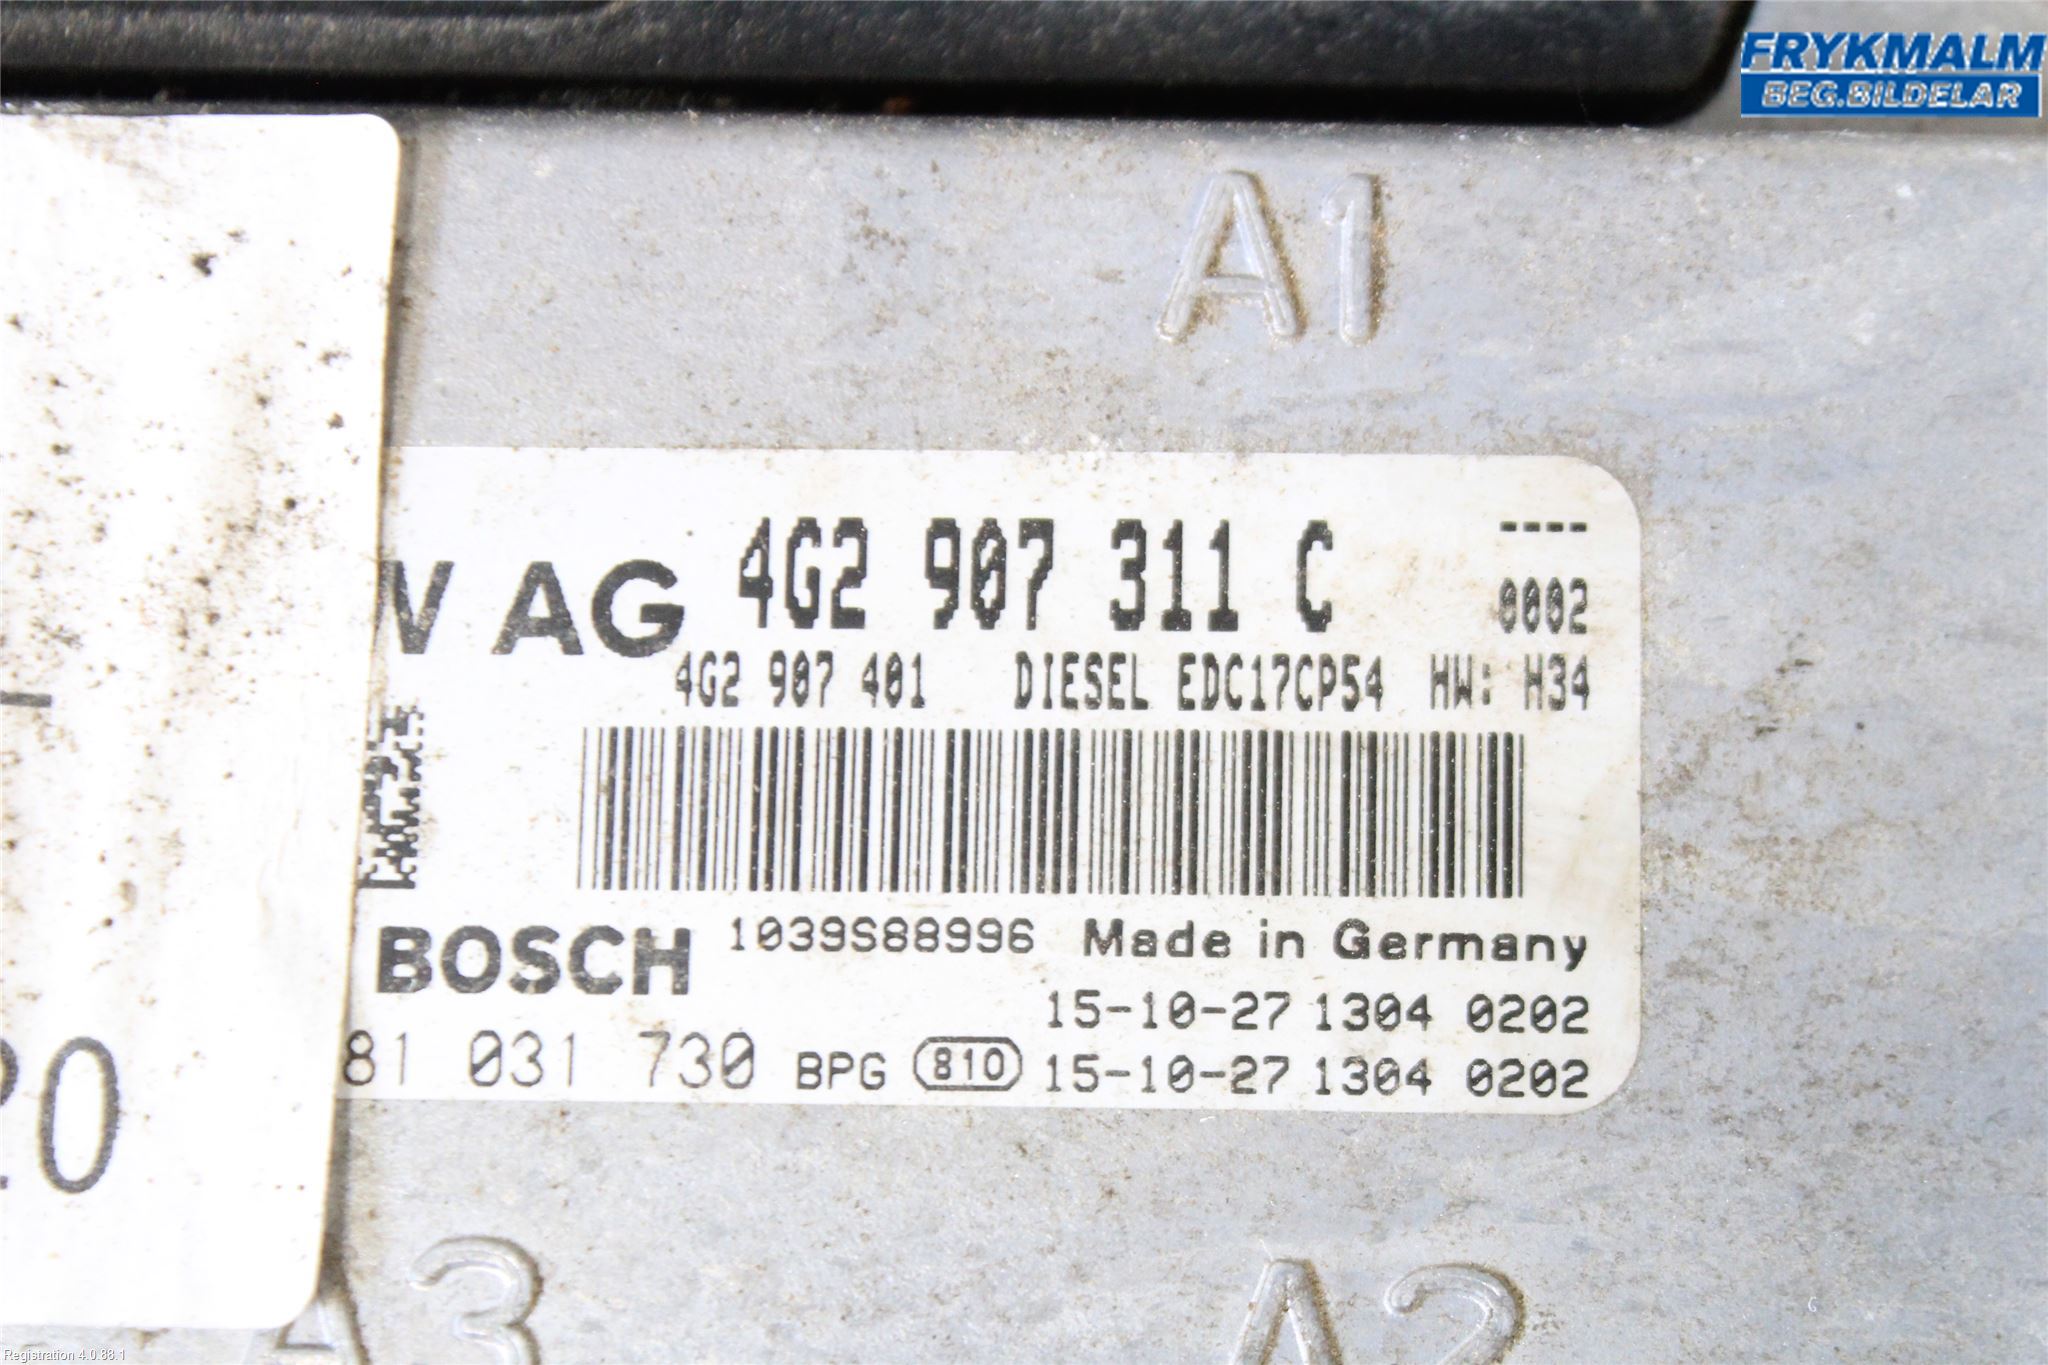 FRYKMALM
BEG.BILDELAR
A1
W AG 4G2 907 311 C ----
0002
4G2 907 401 DIESEL EDC17CP54 HW: H34
BOSCH 1039S88996 Made in Germany
15-10-27 1304 0202
81 031 730 BPG 810 15-10-27 1304 0202
20
A3
A2
Registration 4.0.88.1